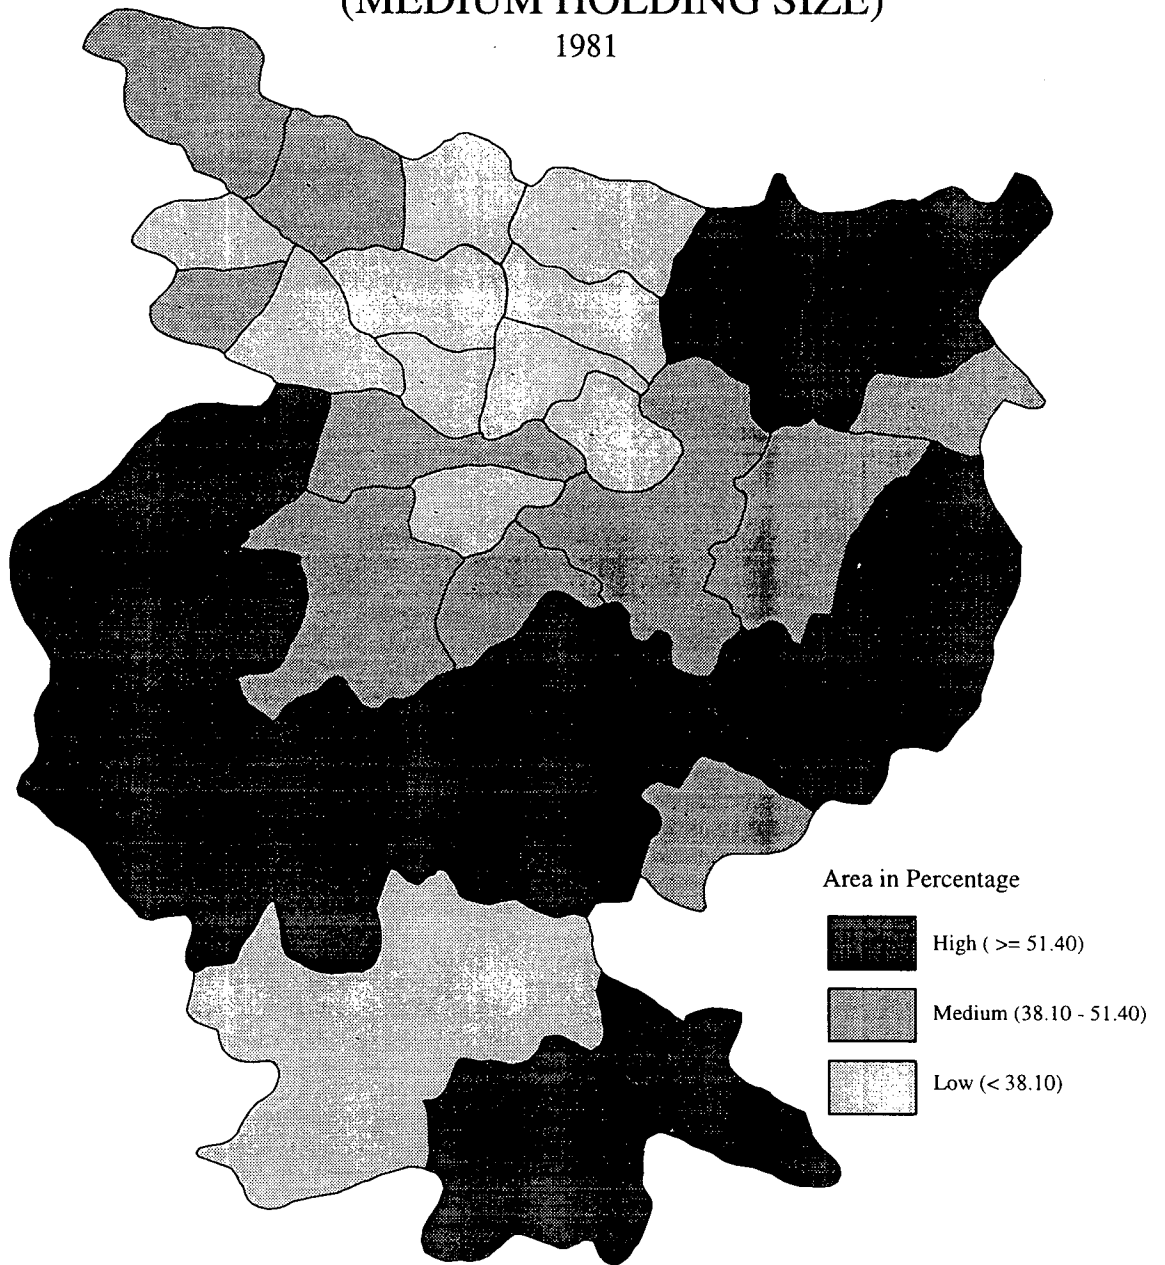 (MEDIUM HOLDING SIZE)
1981
Area in Percentage
High ( >= 51.40)
Medium (38.10 - 51.40)
Low (< 38.10)